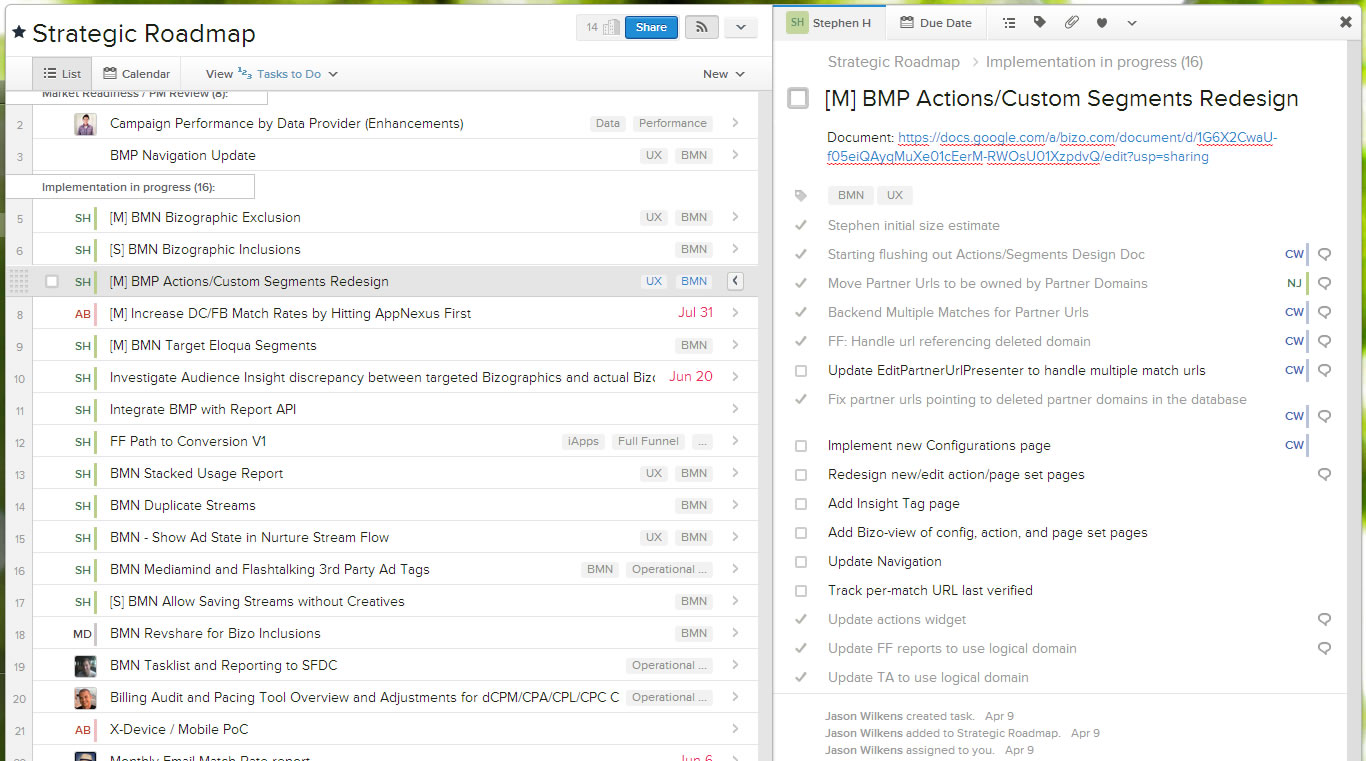 Strategic Roadmap
14 Share
List Calendar View Tasks to Do New
Market Readiness / PM Review (8):
2 Campaign Performance by Data Provider (Enhancements) Data Performance
3 BMP Navigation Update UX BMN
Implementation in progress (16):
5 SH [M] BMN Bizographic Exclusion UX BMN
6 SH [S] BMN Bizographic Inclusions BMN
SH [M] BMP Actions/Custom Segments Redesign UX BMN
8 AB [M] Increase DC/FB Match Rates by Hitting AppNexus First Jul 31
9 SH [M] BMN Target Eloqua Segments BMN
10 SH Investigate Audience Insight discrepancy between targeted Bizographics and actual Bizo Jun 20
11 SH Integrate BMP with Report API
12 SH FF Path to Conversion V1 iApps Full Funnel ...
13 SH BMN Stacked Usage Report UX BMN
14 SH BMN Duplicate Streams BMN
15 SH BMN - Show Ad State in Nurture Stream Flow UX BMN
16 SH BMN Mediamind and Flashtalking 3rd Party Ad Tags BMN Operational ...
17 SH [S] BMN Allow Saving Streams without Creatives BMN
18 MD BMN Revshare for Bizo Inclusions BMN
19 BMN Tasklist and Reporting to SFDC Operational ...
20 Billing Audit and Pacing Tool Overview and Adjustments for dCPM/CPA/CPL/CPC C Operational ...
21 AB X-Device / Mobile PoC
Monthly Email Match Rate report Jun 6
SH Stephen H Due Date
Strategic Roadmap > Implementation in progress (16)
[M] BMP Actions/Custom Segments Redesign
Document: https://docs.google.com/a/bizo.com/document/d/1G6X2CwaU-
f05eiQAyqMuXe01cEerM-RWOsU01XzpdvQ/edit?usp=sharing
BMN UX
Stephen initial size estimate
Starting flushing out Actions/Segments Design Doc CW
Move Partner Urls to be owned by Partner Domains NJ
Backend Multiple Matches for Partner Urls CW
FF: Handle url referencing deleted domain CW
Update EditPartnerUrlPresenter to handle multiple match urls CW
Fix partner urls pointing to deleted partner domains in the database
CW
Implement new Configurations page CW
Redesign new/edit action/page set pages
Add Insight Tag page
Add Bizo-view of config, action, and page set pages
Update Navigation
Track per-match URL last verified
Update actions widget
Update FF reports to use logical domain
Update TA to use logical domain
Jason Wilkens created task. Apr 9
Jason Wilkens added to Strategic Roadmap. Apr 9
Jason Wilkens assigned to you. Apr 9